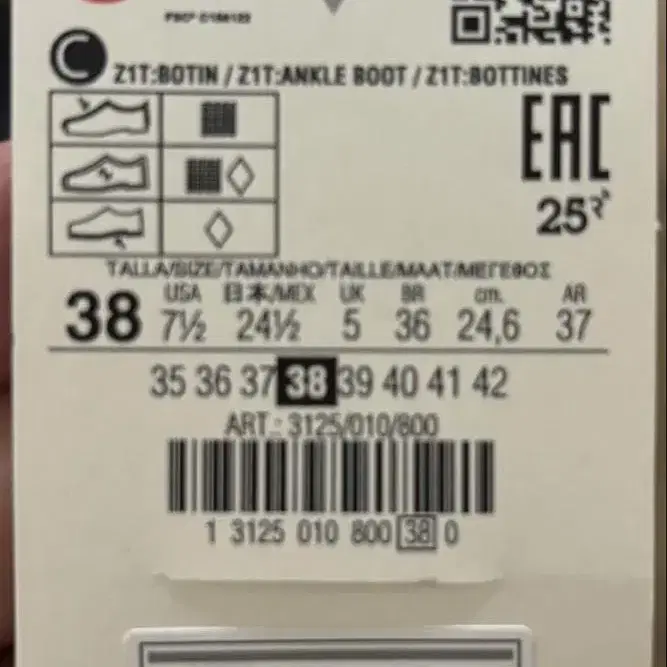 C
Z1T:BOTIN / Z1T:ANKLE BOOT / Z1T:BOTTINES
EAC
25
TALLA/SIZE/TAMANHO/TAILLE/MAAT/ΜΕΓΕΘΟΣ
USA 日本/MEX UK BR cm. AR
38 7½ 24½ 5 36 24,6 37
35 36 37 38 39 40 41 42
ART.: 3125/010/800
1 3125 010 800 38 0